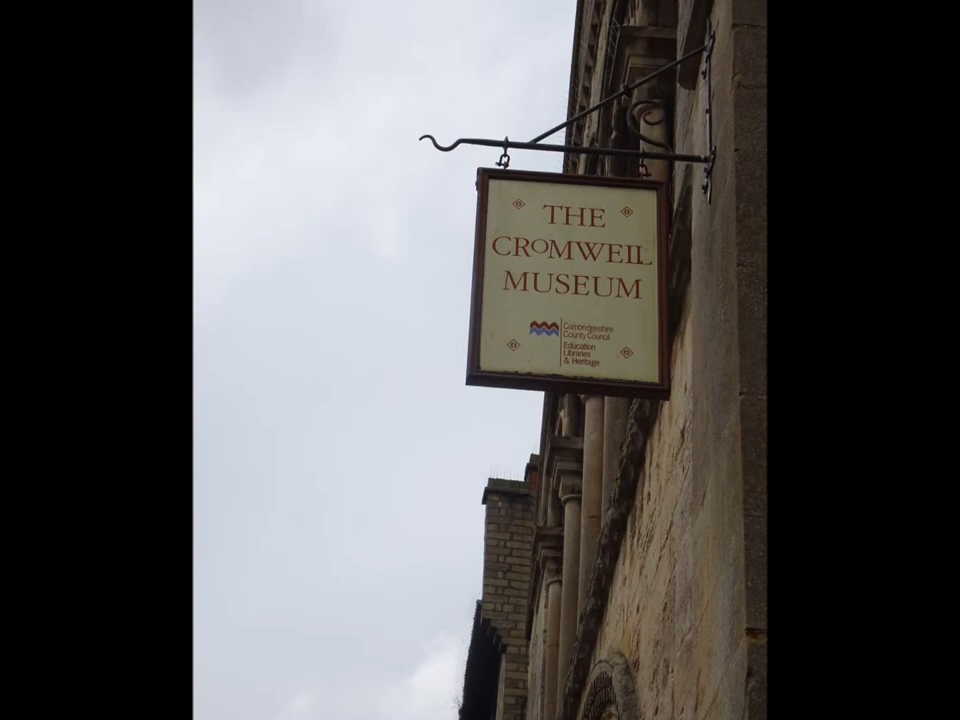 THE
CROMWELL
MUSEUM
Cambridgeshire
County Council
Education
Libraries
& Heritage